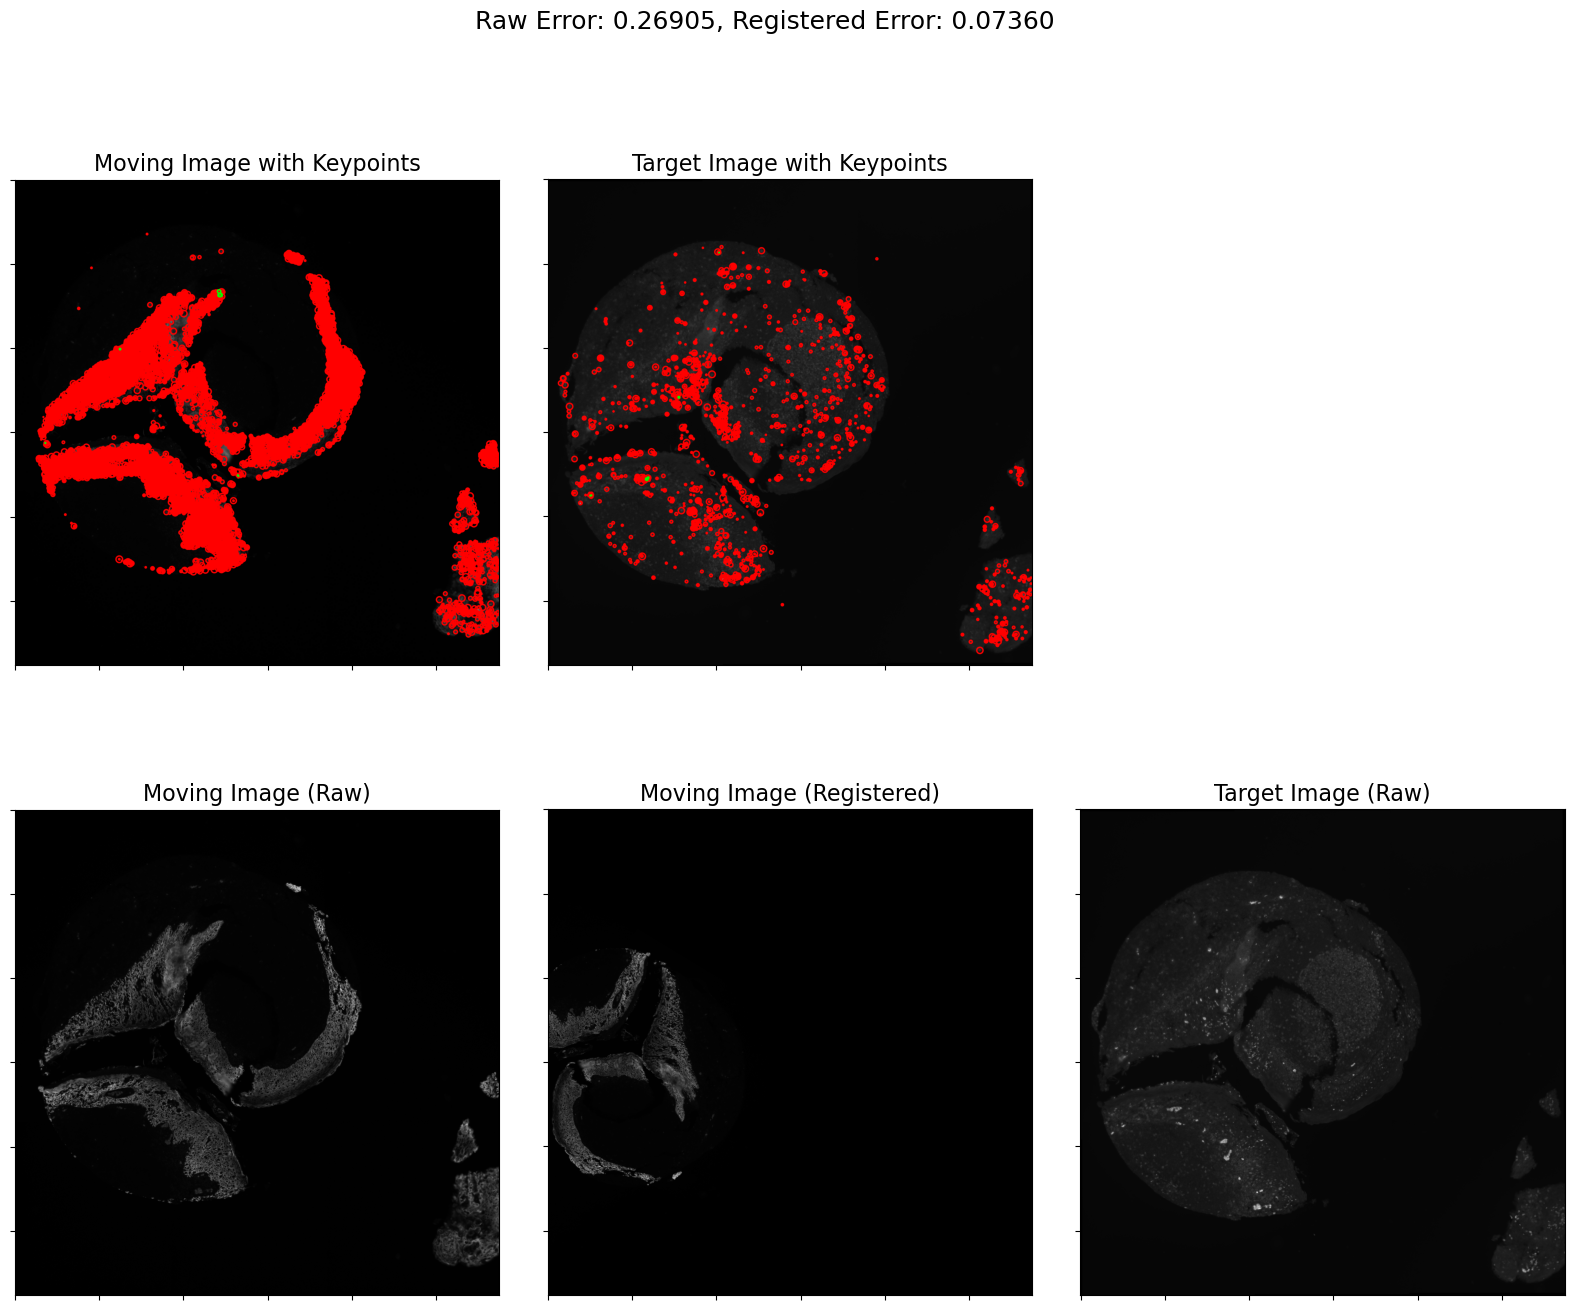 Raw Error: 0.26905, Registered Error: 0.07360
Moving Image with Keypoints
Target Image with Keypoints
Moving Image (Raw)
Moving Image (Registered)
Target Image (Raw)